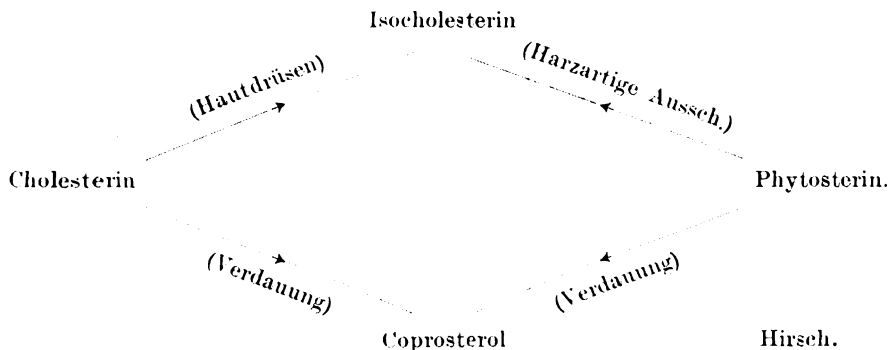 Isocholesterin
(Hautdrüsen)
(Harzartige Aussch.)
Cholesterin
Phytosterin.
(Verdauung)
(Verdauung)
Coprosterol
Hirsch.